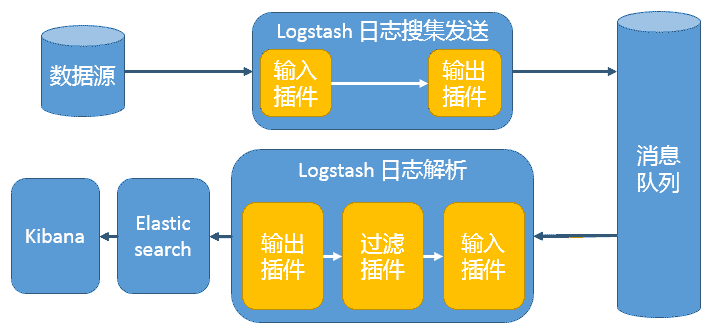 Logstash 日志搜集发送
数据源
输入
插件
输出
插件
消息
队列
Logstash 日志解析
Kibana
Elastic
search
输出
插件
过滤
插件
输入
插件